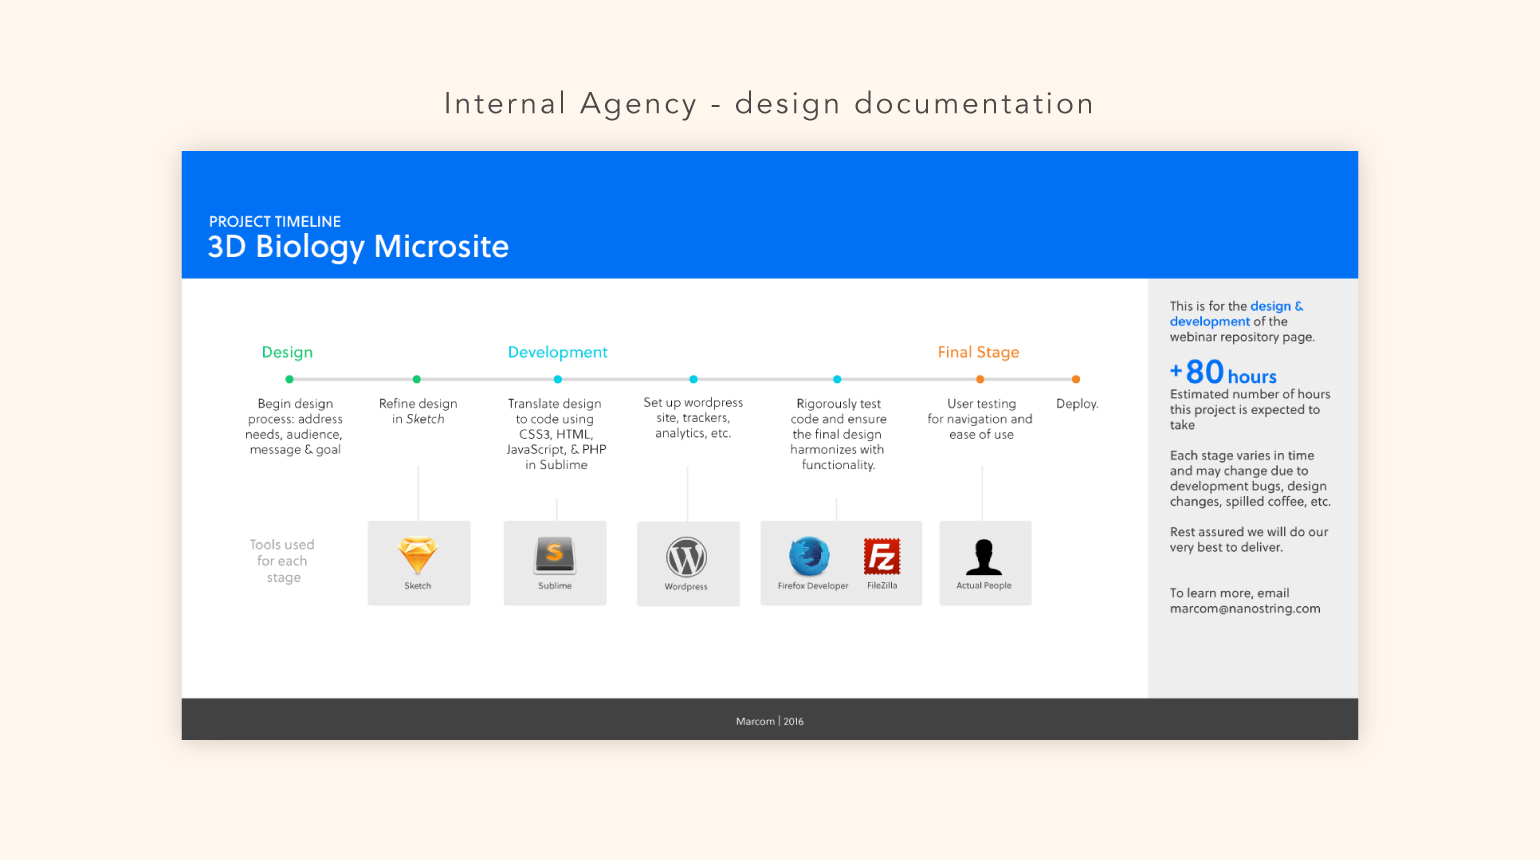 Internal Agency - design documentation
PROJECT TIMELINE
3D Biology Microsite
Design
Development
Final Stage
Begin design
process: address
needs, audience,
message & goal
Refine design
in Sketch
Translate design
to code using
CSS3, HTML,
JavaScript, & PHP
in Sublime
Set up wordpress
site, trackers,
analytics, etc.
Rigorously test
code and ensure
the final design
harmonizes with
functionality.
User testing
for navigation and
ease of use
Deploy.
Tools used
for each
stage
Sketch
S
Sublime
W
Wordpress
Firefox Developer
Fz
FileZilla
Actual People
This is for the design &
development of the
webinar repository page.
+80 hours
Estimated number of hours
this project is expected to
take
Each stage varies in time
and may change due to
development bugs, design
changes, spilled coffee, etc.
Rest assured we will do our
very best to deliver.
To learn more, email
marcom@nanostring.com
Marcom | 2016